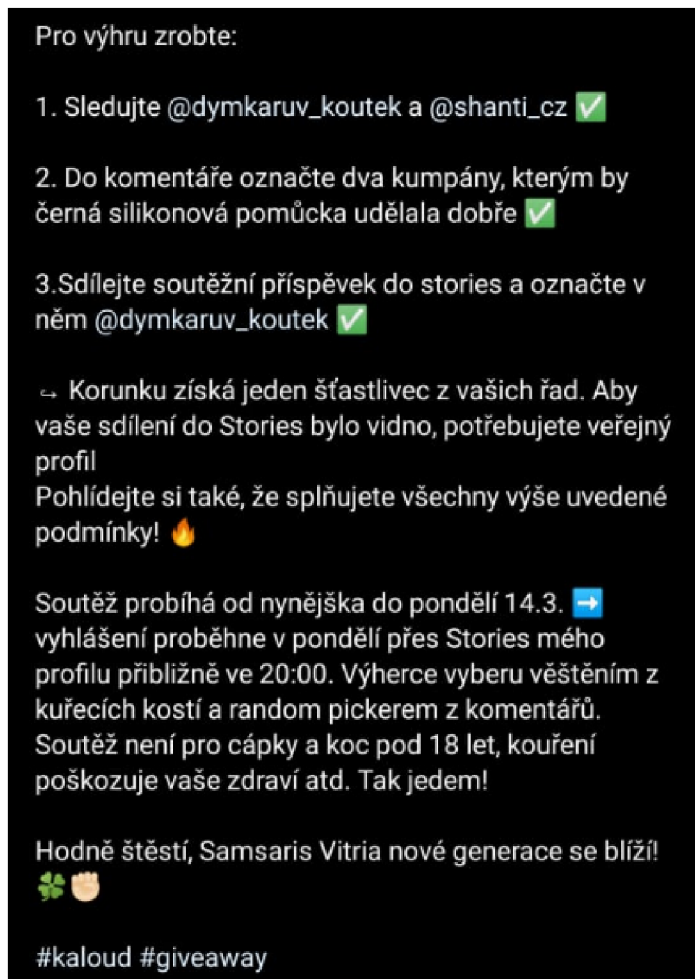 Pro výhru zrobte:
1. Sledujte @dymkaruv_koutek a @shanti_cz ✅
2. Do komentáře označte dva kumpány, kterým by
černá silikonová pomůcka udělala dobře ✅
3.Sdílejte soutěžní příspěvek do stories a označte v
něm @dymkaruv_koutek ✅
⤷ Korunku získá jeden šťastlivec z vašich řad. Aby
vaše sdílení do Stories bylo vidno, potřebujete veřejný
profil
Pohlídejte si také, že splňujete všechny výše uvedené
podmínky! 🔥
Soutěž probíhá od nynějška do pondělí 14.3. ➡️
vyhlášení proběhne v pondělí přes Stories mého
profilu přibližně ve 20:00. Výherce vyberu věštěním z
kuřecích kostí a random pickerem z komentářů.
Soutěž není pro cápky a koc pod 18 let, kouření
poškozuje vaše zdraví atd. Tak jedem!
Hodně štěstí, Samsaris Vitria nové generace se blíží!
🍀✊🏻
#kaloud #giveaway